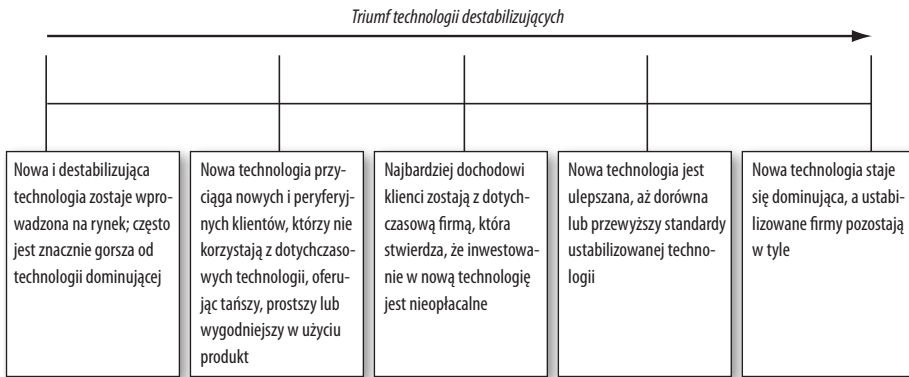 Triumf technologii destabilizujących
Nowa i destabilizująca
technologia zostaje wpro-
wadzona na rynek; często
jest znacznie gorsza od
technologii dominującej
Nowa technologia przy-
ciąga nowych i peryferyj-
nych klientów, którzy nie
korzystają z dotychczaso-
wych technologii, oferu-
jąc tańszy, prostszy lub
wygodniejszy w użyciu
produkt
Najbardziej dochodowi
klienci zostają z dotych-
czasową firmą, która
stwierdza, że inwestowa-
nie w nową technologię
jest nieopłacalne
Nowa technologia jest
ulepszana, aż dorówna
lub przewyższy standardy
ustabilizowanej techno-
logii
Nowa technologia staje
się dominująca, a ustabi-
lizowane firmy pozostają
w tyle